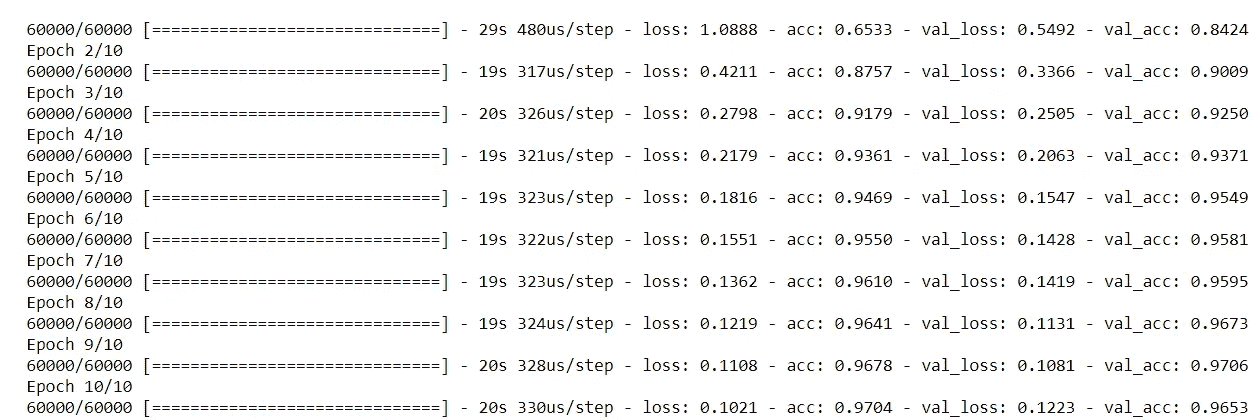 60000/60000 [==============================] - 29s 480us/step - loss: 1.0888 - acc: 0.6533 - val_loss: 0.5492 - val_acc: 0.8424
Epoch 2/10
60000/60000 [==============================] - 19s 317us/step - loss: 0.4211 - acc: 0.8757 - val_loss: 0.3366 - val_acc: 0.9009
Epoch 3/10
60000/60000 [==============================] - 20s 326us/step - loss: 0.2798 - acc: 0.9179 - val_loss: 0.2505 - val_acc: 0.9250
Epoch 4/10
60000/60000 [==============================] - 19s 321us/step - loss: 0.2179 - acc: 0.9361 - val_loss: 0.2063 - val_acc: 0.9371
Epoch 5/10
60000/60000 [==============================] - 19s 323us/step - loss: 0.1816 - acc: 0.9469 - val_loss: 0.1547 - val_acc: 0.9549
Epoch 6/10
60000/60000 [==============================] - 19s 322us/step - loss: 0.1551 - acc: 0.9550 - val_loss: 0.1428 - val_acc: 0.9581
Epoch 7/10
60000/60000 [==============================] - 19s 323us/step - loss: 0.1362 - acc: 0.9610 - val_loss: 0.1419 - val_acc: 0.9595
Epoch 8/10
60000/60000 [==============================] - 19s 324us/step - loss: 0.1219 - acc: 0.9641 - val_loss: 0.1131 - val_acc: 0.9673
Epoch 9/10
60000/60000 [==============================] - 20s 328us/step - loss: 0.1108 - acc: 0.9678 - val_loss: 0.1081 - val_acc: 0.9706
Epoch 10/10
60000/60000 [==============================] - 20s 330us/step - loss: 0.1021 - acc: 0.9704 - val_loss: 0.1223 - val_acc: 0.9653